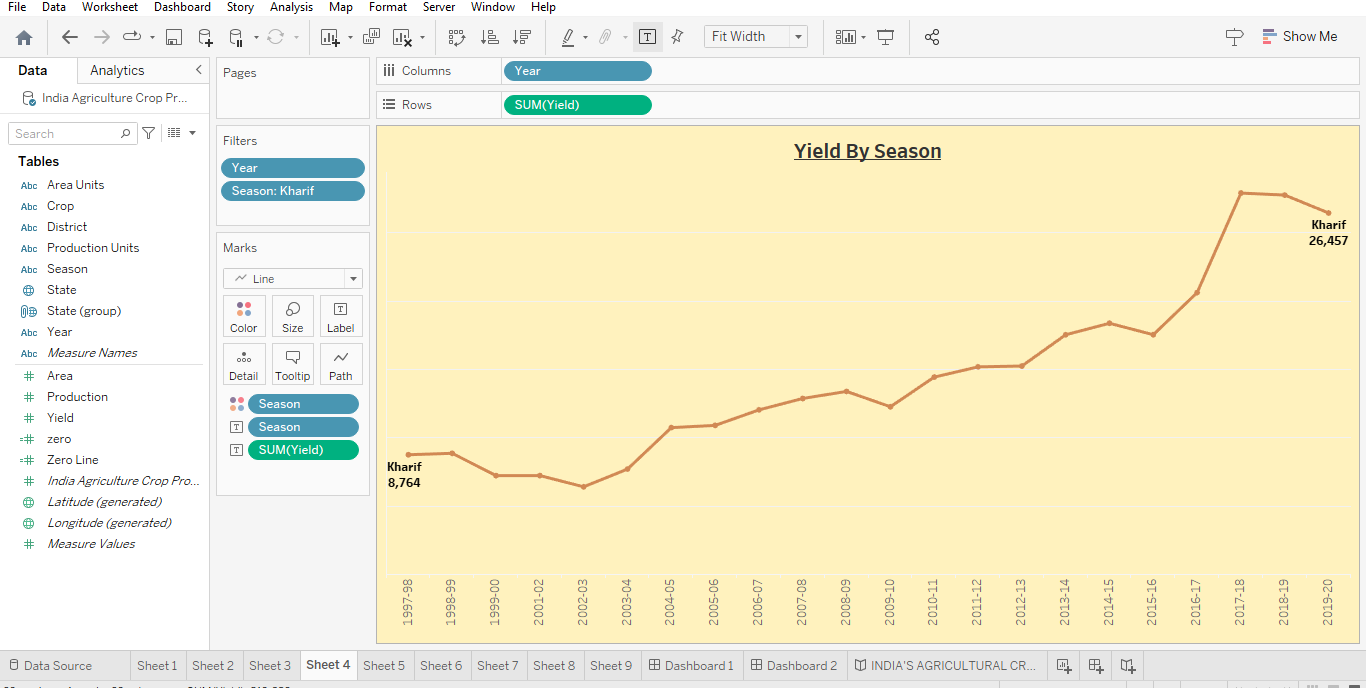 File Data Worksheet Dashboard Story Analysis Map Format Server Window Help
Fit Width
Show Me
Data Analytics
India Agriculture Crop Pr...
Search
Tables
Abc Area Units
Abc Crop
Abc District
Abc Production Units
Abc Season
State
State (group)
Abc Year
Abc Measure Names
Area
Production
Yield
zero
Zero Line
India Agriculture Crop Pro...
Latitude (generated)
Longitude (generated)
Measure Values
Pages
Filters
Year
Season: Kharif
Marks
Line
Color Size Label
Detail Tooltip Path
Season
Season
SUM(Yield)
Columns Year
Rows SUM(Yield)
Yield By Season
Kharif
26,457
Kharif
8,764
1997-98
1998-99
1999-00
2001-02
2002-03
2003-04
2004-05
2005-06
2006-07
2007-08
2008-09
2009-10
2010-11
2011-12
2012-13
2013-14
2014-15
2015-16
2016-17
2017-18
2018-19
2019-20
Data Source Sheet 1 Sheet 2 Sheet 3 Sheet 4 Sheet 5 Sheet 6 Sheet 7 Sheet 8 Sheet 9 Dashboard 1 Dashboard 2 INDIA'S AGRICULTURAL CR...